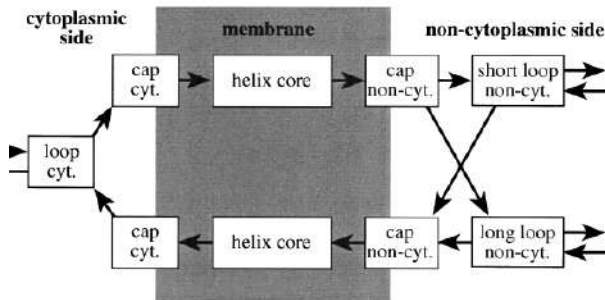 cytoplasmic
side
membrane
non-cytoplasmic side
cap
cyt.
helix core
cap
non-cyt.
short loop
non-cyt.
loop
cyt.
cap
cyt.
helix core
cap
non-cyt.
long loop
non-cyt.